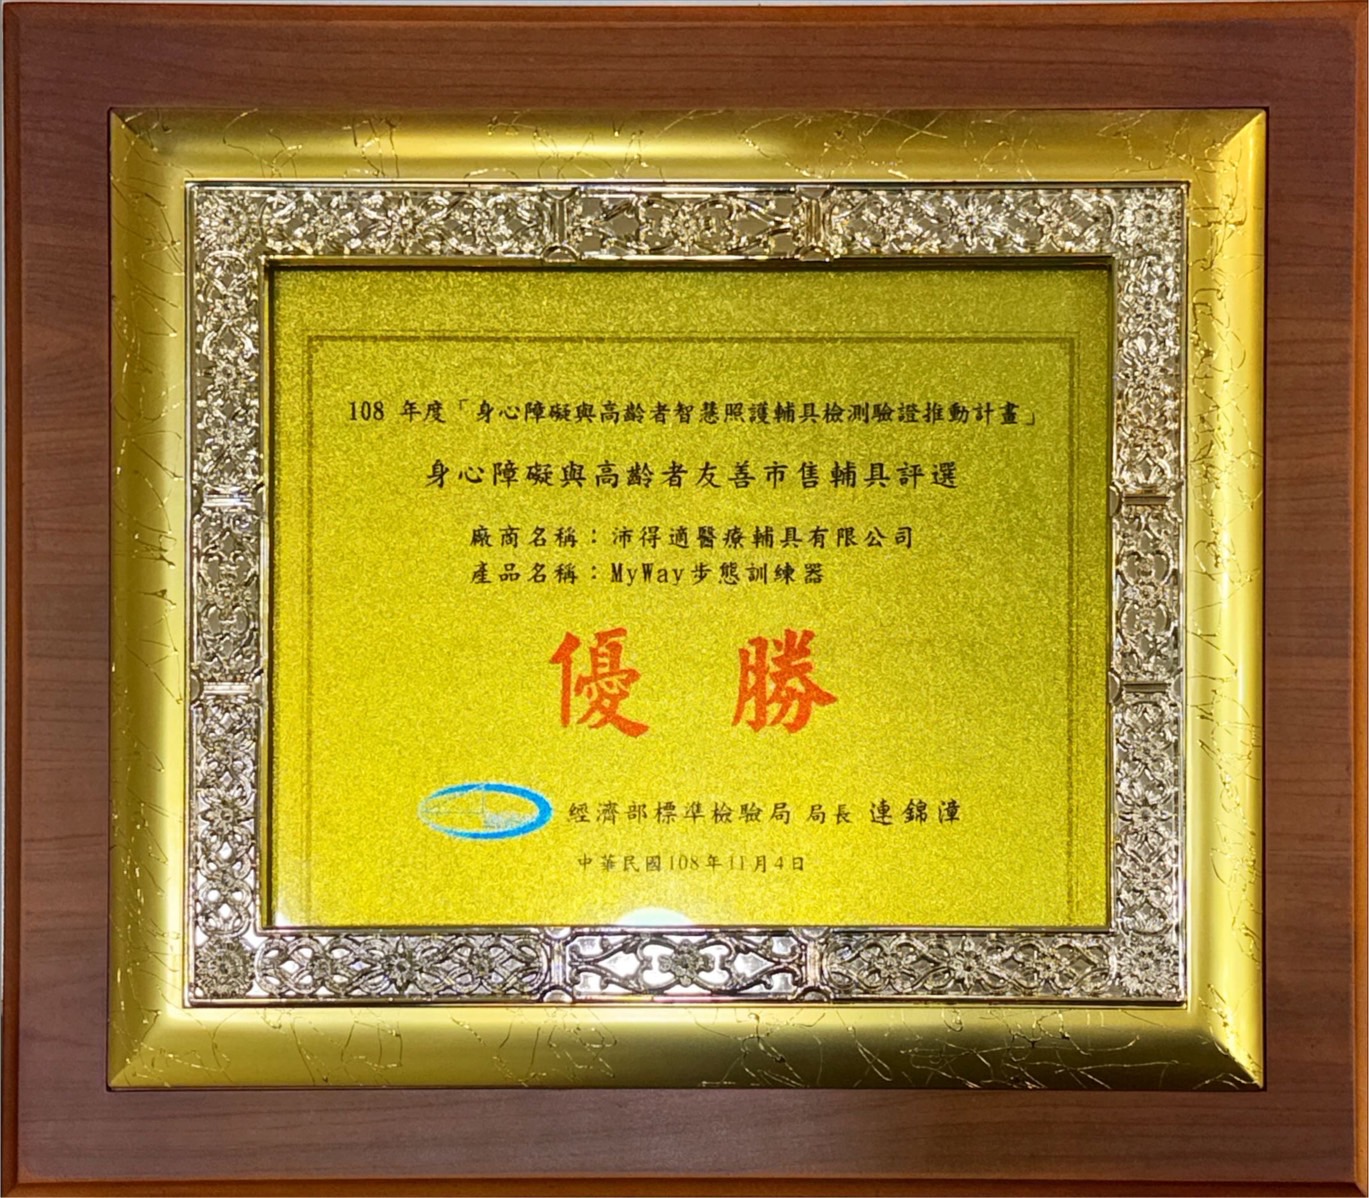 108 年度「身心障礙與高齡者智慧照護輔具檢測驗證推動計畫」
身心障礙與高齡者友善市售輔具評選
廠商名稱：沛得適醫療輔具有限公司
產品名稱：MyWay步態訓練器
優勝
經濟部標準檢驗局 局長 連錦漳
中華民國108年11月4日